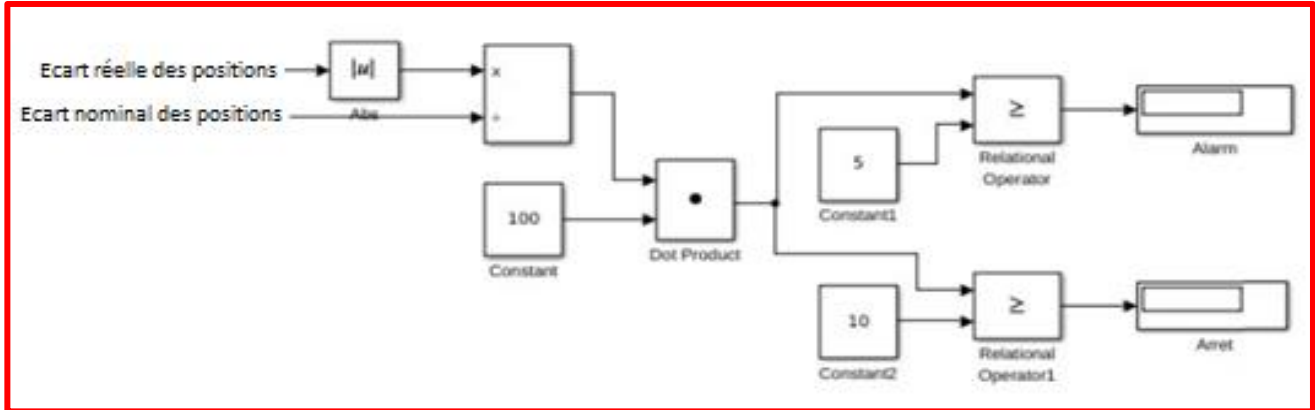 Ecart réelle des positions
|u|
Abs
Ecart nominal des positions
×
÷
100
Constant
Dot Product
5
Constant1
≥
Relational
Operator
Alarm
10
Constant2
≥
Relational
Operator1
Arret